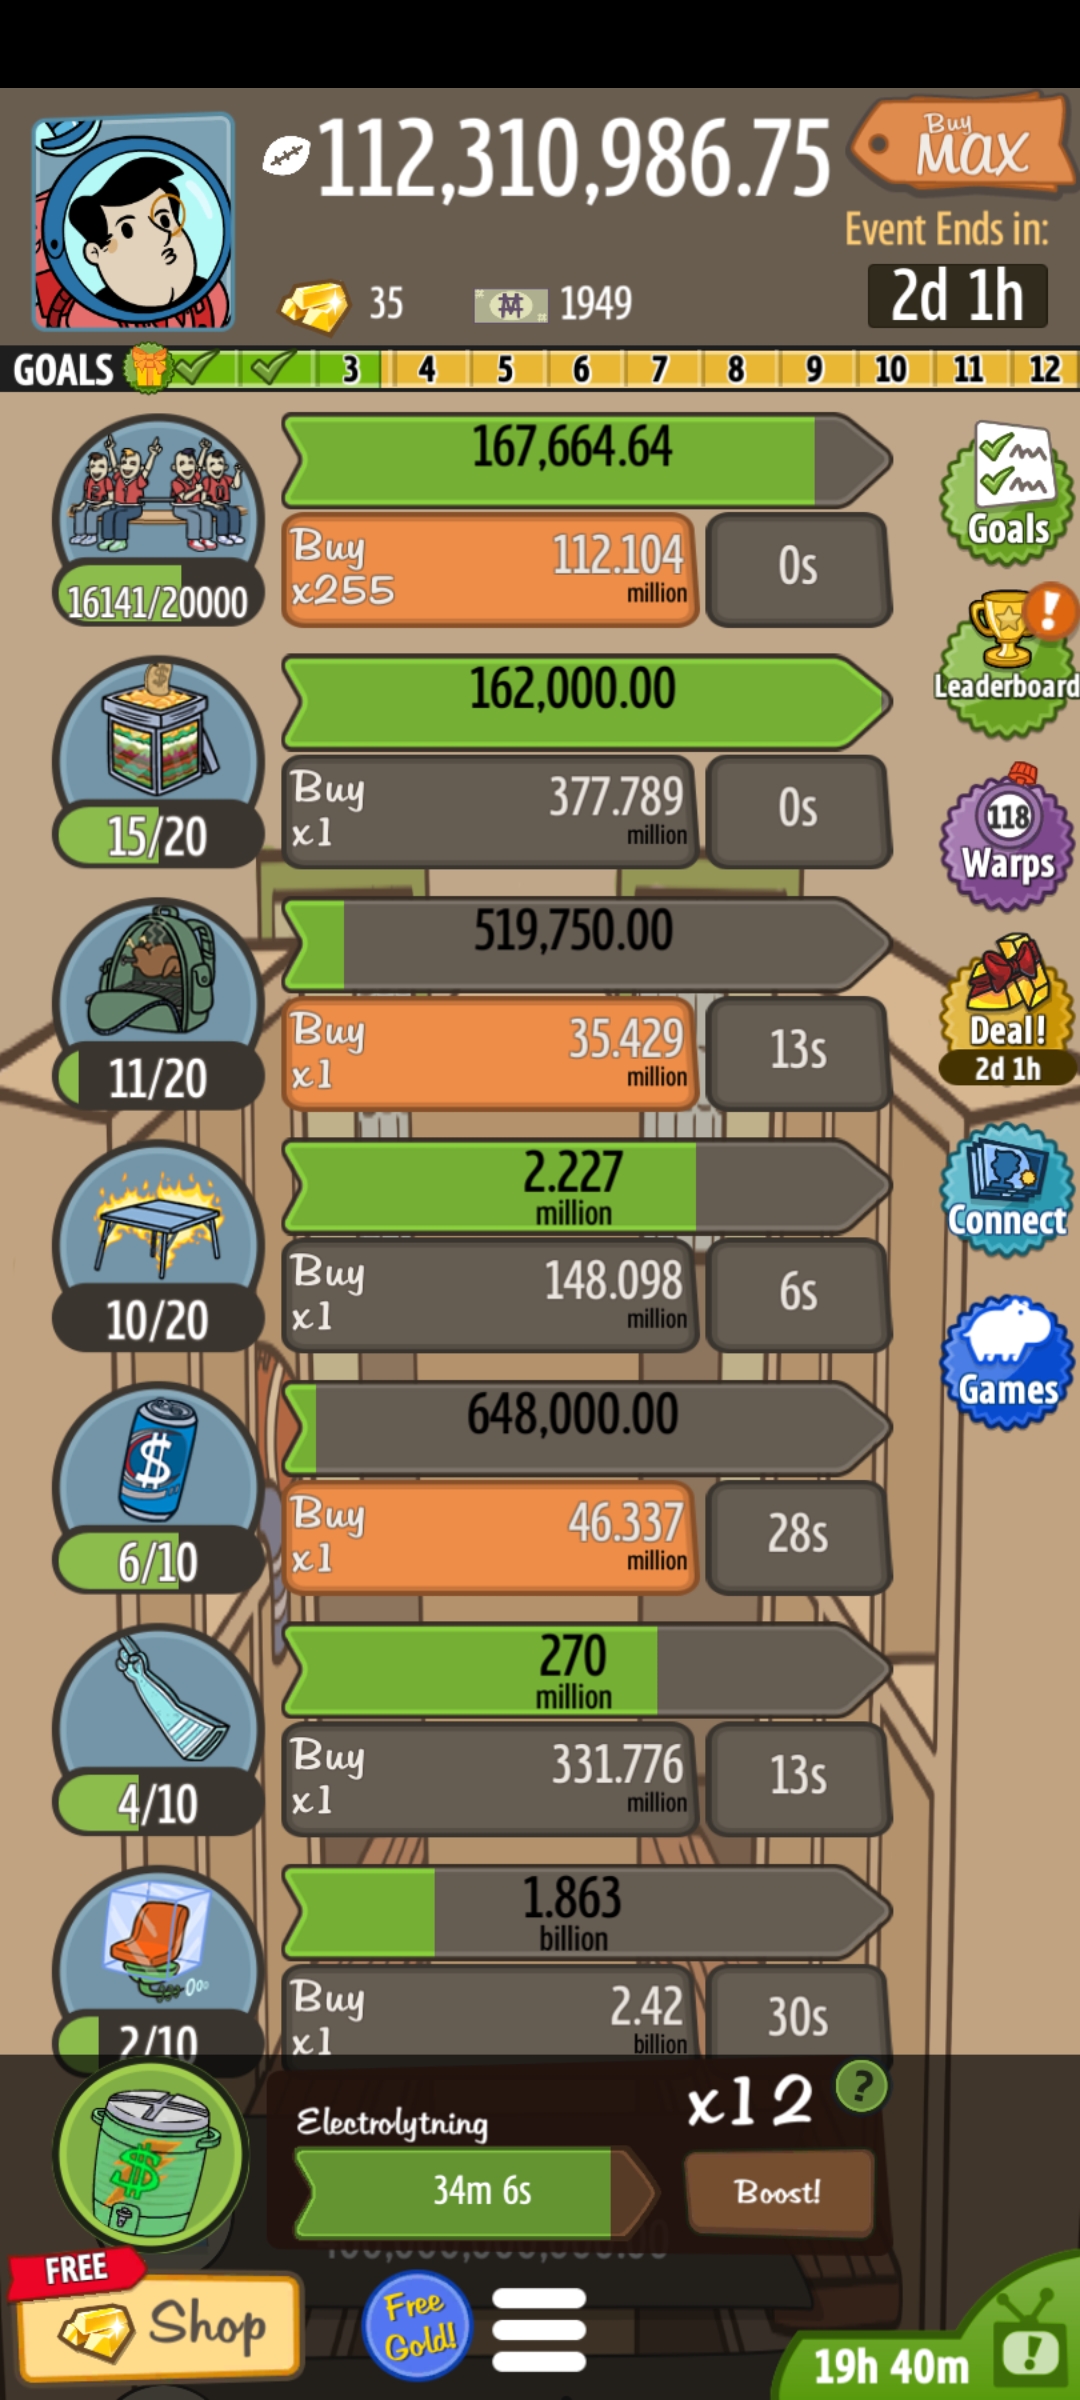 112,310,986.75
Buy
MAX
Event Ends in:
35
1949
2d 1h
GOALS 3 4 5 6 7 8 9 10 11 12
167,664.64
Buy
x255
112.104
million
0s
16141/20000
Goals
162,000.00
Leaderboard
Buy
x1
377.789
million
0s
15/20
118
Warps
519,750.00
Buy
x1
35.429
million
13s
11/20
Deal!
2d 1h
2.227
million
Buy
x1
148.098
million
6s
10/20
Connect
648,000.00
Games
$
Buy
x1
46.337
million
28s
6/10
270
million
Buy
x1
331.776
million
13s
4/10
1.863
billion
Buy
x1
2.42
billion
30s
2/10
Electrolytning
x12
?
$
34m 6s
Boost!
FREE
Shop
Free
Gold!
19h 40m
!